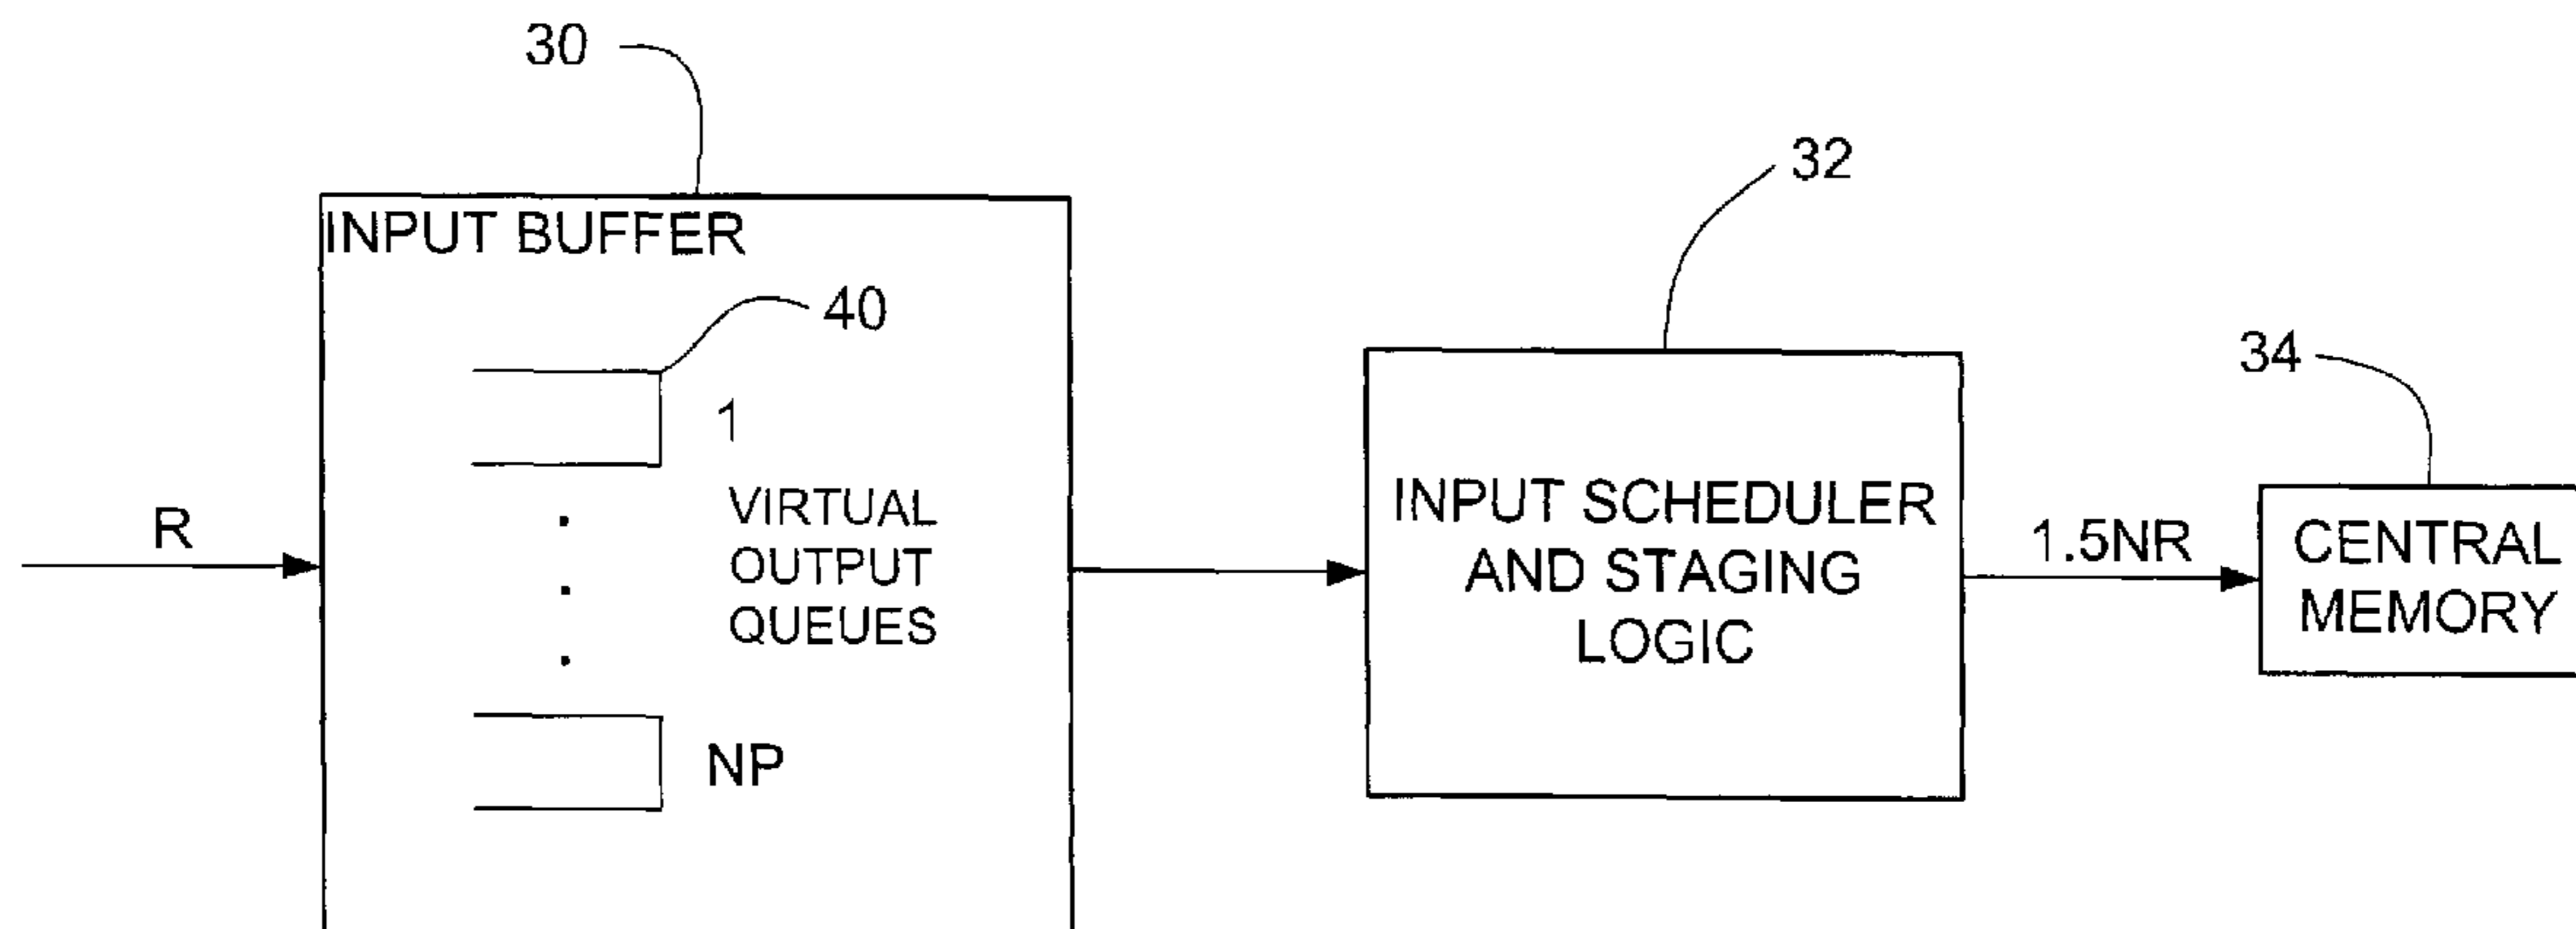 30
32
INPUT BUFFER
40
34
1
R
VIRTUAL
OUTPUT
QUEUES
INPUT SCHEDULER
AND STAGING
LOGIC
1.5NR
CENTRAL
MEMORY
NP